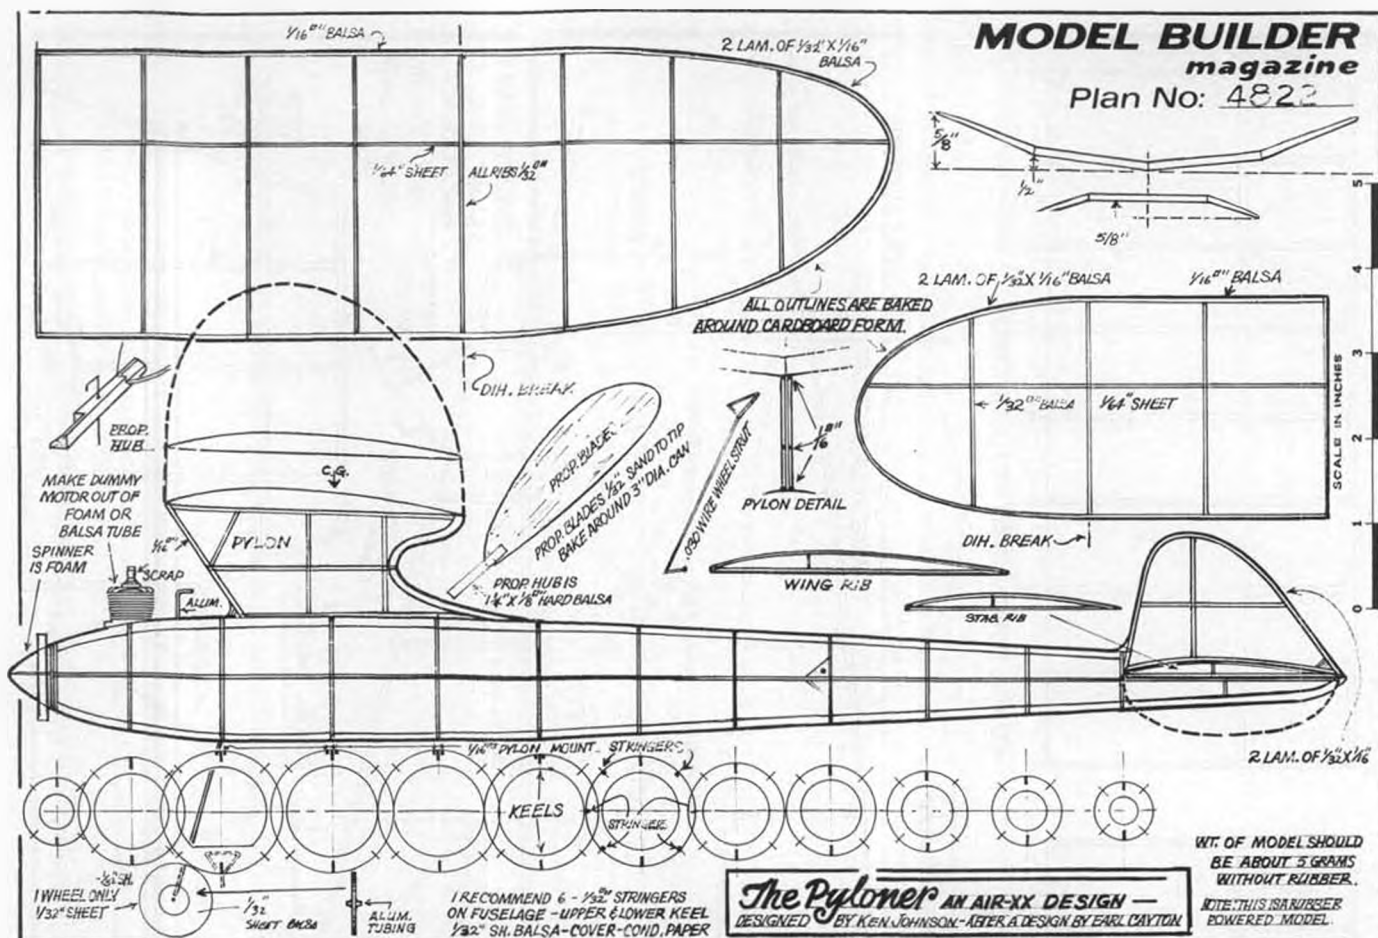 MODEL BUILDER
magazine
Plan No: 4822
1/16" SQ BALSA
2 LAM. OF 1/32" X 1/16"
BALSA
1/64" SHEET
ALL RIBS 1/32"
5/8"
1/2"
5/8"
2 LAM. OF 1/32" X 1/16" BALSA
1/16" BALSA
ALL OUTLINES ARE BAKED
AROUND CARDBOARD FORM.
DIH. BREAK
PROP.
HUB
MAKE DUMMY
MOTOR OUT OF
FOAM OR
BALSA TUBE
SPINNER
IS FOAM
SCRAP
ALUM.
1/16"
C.G.
PYLON
PROP. BLADES
PROP. BLADES 1/32" SAND TO TIP
BAKE AROUND 3" DIA. CAN
PROP. HUB IS
1 1/4" X 1/8" HARD BALSA
.030 WIRE WHEEL STRUT
PYLON DETAIL
1/32" BALSA
1/64" SHEET
DIH. BREAK
WING RIB
STAB. RIB
SCALE IN INCHES
5
4
3
2
1
0
2 LAM. OF 1/32 X 1/16
1/16" PYLON MOUNT
STRINGERS
KEELS
STRINGERS
1 WHEEL ONLY
1/32" SHEET
1/32
SHEET BALSA
ALUM.
TUBING
I RECOMMEND 6 - 1/32" STRINGERS
ON FUSELAGE - UPPER & LOWER KEEL
1/32" SH. BALSA - COVER - COND. PAPER
The Pyloner AN AIR-XX DESIGN —
DESIGNED BY KEN JOHNSON - AFTER A DESIGN BY EARL CAYTON
WT. OF MODEL SHOULD
BE ABOUT 5 GRAMS
WITHOUT RUBBER.
NOTE: THIS IS A RUBBER
POWERED MODEL.